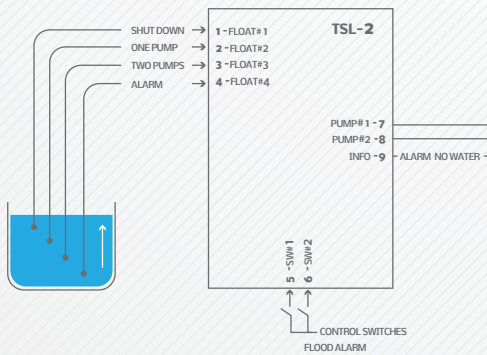 SHUT DOWN
ONE PUMP
TWO PUMPS
ALARM
1 - FLOAT#1
2 - FLOAT#2
3 - FLOAT#3
4 - FLOAT#4
TSL-2
PUMP#1 - 7
PUMP#2 - 8
INFO - 9
ALARM NO WATER
5 - SW#1
6 - SW#2
CONTROL SWITCHES
FLOOD ALARM